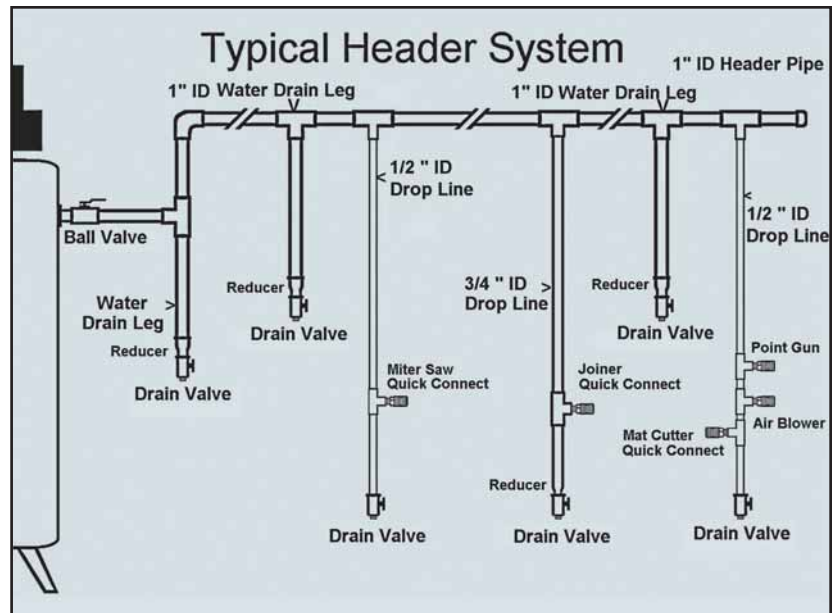 Typical Header System
1" ID Header Pipe
1" ID Water Drain Leg
1" ID Water Drain Leg
1/2 " ID
Drop Line
1/2 " ID
Drop Line
Ball Valve
Water
Drain Leg
Reducer
Drain Valve
Reducer
Drain Valve
3/4 " ID
Drop Line
Reducer
Drain Valve
Miter Saw
Quick Connect
Joiner
Quick Connect
Point Gun
Air Blower
Mat Cutter
Quick Connect
Reducer
Drain Valve
Drain Valve
Drain Valve